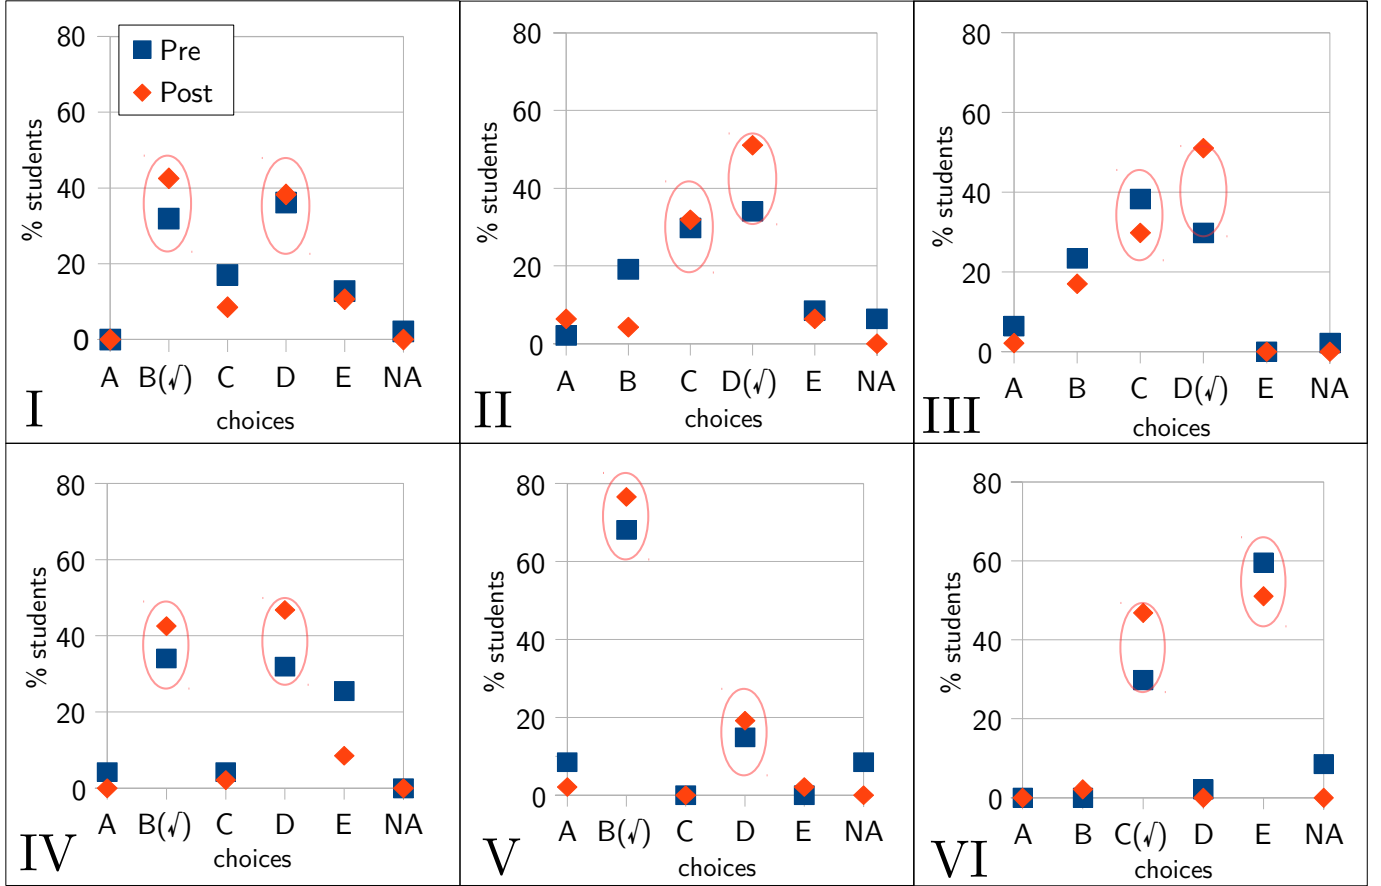 80
60
40
20
0
% students
Pre
Post
A B(√) C D E NA
choices
I
80
60
40
20
0
% students
A B C D(√) E NA
choices
II
80
60
40
20
0
% students
A B C D(√) E NA
choices
III
80
60
40
20
0
% students
A B(√) C D E NA
choices
IV
80
60
40
20
0
% students
A B(√) C D E NA
choices
V
80
60
40
20
0
% students
A B C(√) D E NA
choices
VI